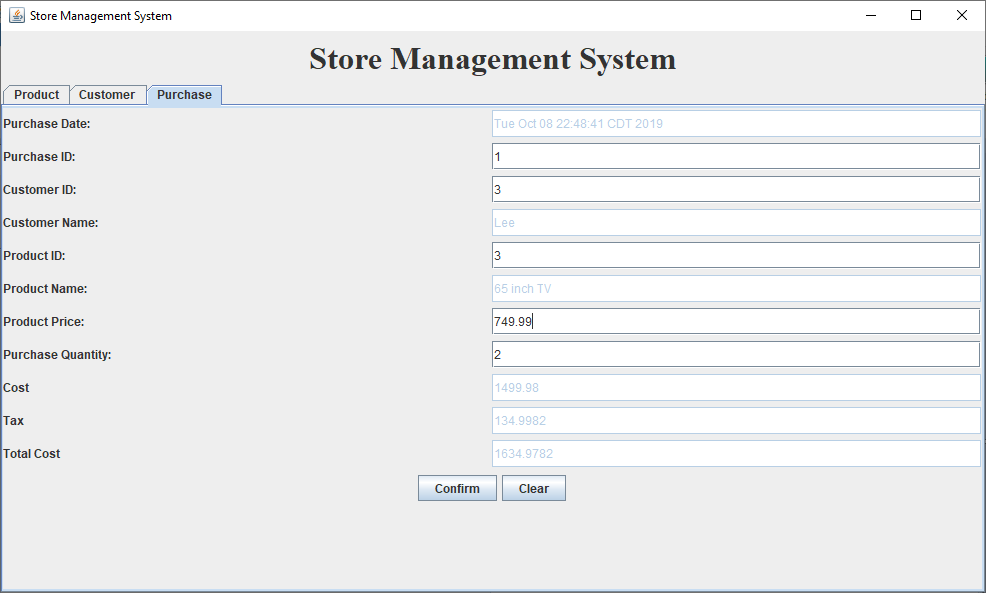 Store Management System
Store Management System
Product Customer Purchase
Purchase Date: Tue Oct 08 22:48:41 CDT 2019
Purchase ID: 1
Customer ID: 3
Customer Name: Lee
Product ID: 3
Product Name: 65 inch TV
Product Price: 749.99
Purchase Quantity: 2
Cost 1499.98
Tax 134.9982
Total Cost 1634.9782
Confirm Clear